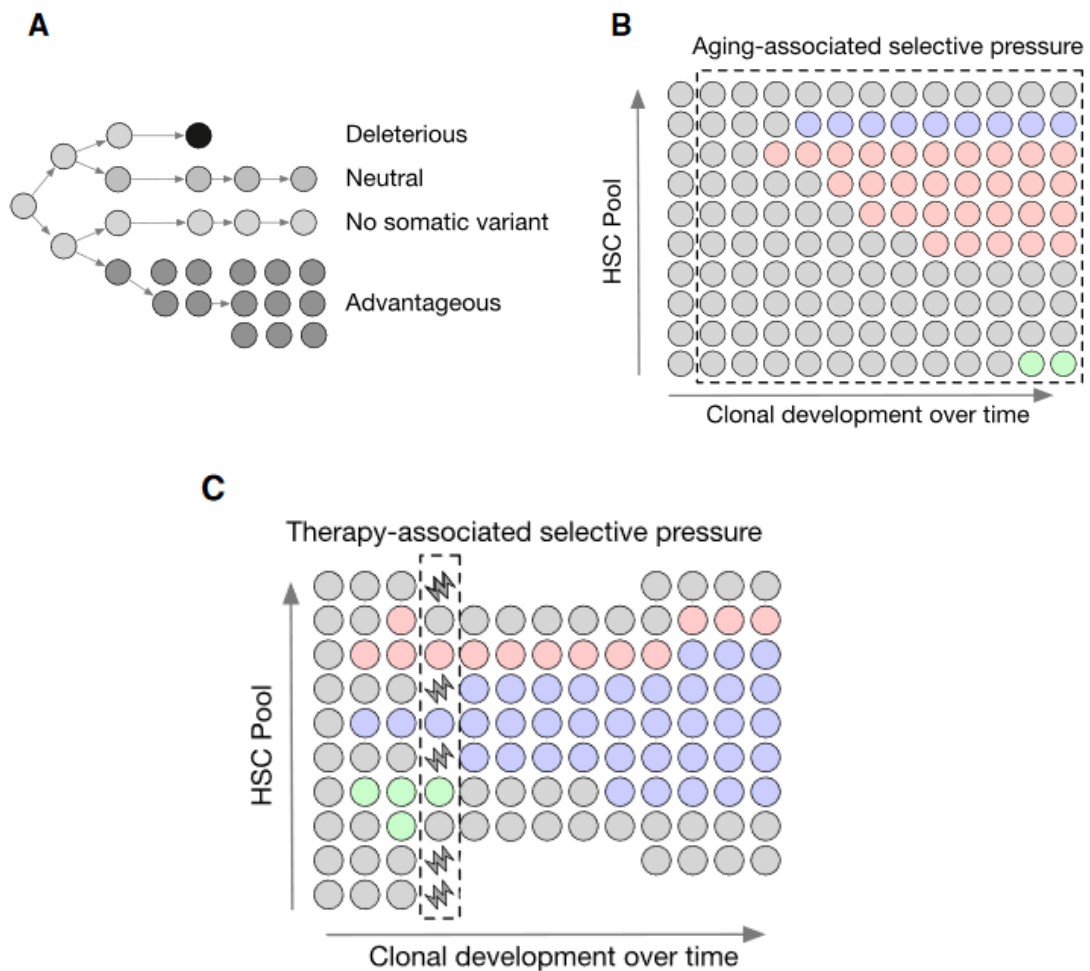 A
Deleterious
Neutral
No somatic variant
Advantageous
B
Aging-associated selective pressure
HSC Pool
Clonal development over time
C
Therapy-associated selective pressure
HSC Pool
Clonal development over time